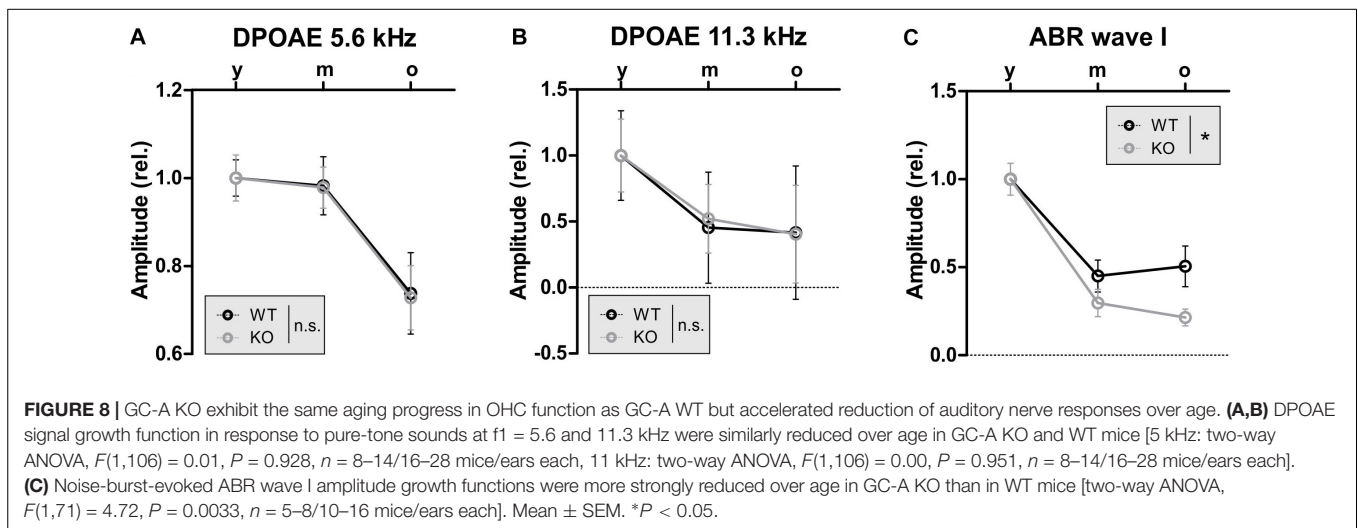 A DPOAE 5.6 kHz
y m o
1.2
1.0
0.8
0.6
Amplitude (rel.)
WT
KO
n.s.
B DPOAE 11.3 kHz
y m o
1.5
1.0
0.5
0.0
-0.5
Amplitude (rel.)
WT
KO
n.s.
C ABR wave I
y m o
1.5
1.0
0.5
0.0
Amplitude (rel.)
WT
KO
*
FIGURE 8 | GC-A KO exhibit the same aging progress in OHC function as GC-A WT but accelerated reduction of auditory nerve responses over age. (A,B) DPOAE
signal growth function in response to pure-tone sounds at f1 = 5.6 and 11.3 kHz were similarly reduced over age in GC-A KO and WT mice [5 kHz: two-way
ANOVA, F(1,106) = 0.01, P = 0.928, n = 8–14/16–28 mice/ears each, 11 kHz: two-way ANOVA, F(1,106) = 0.00, P = 0.951, n = 8–14/16–28 mice/ears each].
(C) Noise-burst-evoked ABR wave I amplitude growth functions were more strongly reduced over age in GC-A KO than in WT mice [two-way ANOVA,
F(1,71) = 4.72, P = 0.0033, n = 5–8/10–16 mice/ears each]. Mean ± SEM. *P < 0.05.